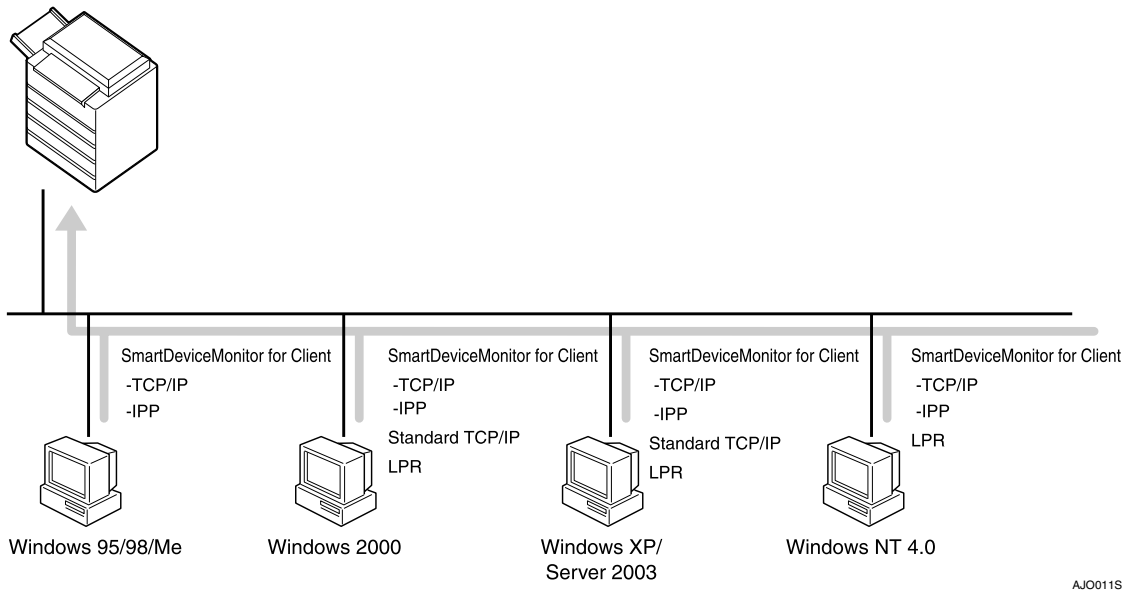 SmartDeviceMonitor for Client
-TCP/IP
-IPP
Windows 95/98/Me
SmartDeviceMonitor for Client
-TCP/IP
-IPP
Standard TCP/IP
LPR
Windows 2000
SmartDeviceMonitor for Client
-TCP/IP
-IPP
Standard TCP/IP
LPR
Windows XP/
Server 2003
SmartDeviceMonitor for Client
-TCP/IP
-IPP
LPR
Windows NT 4.0
AJO011S